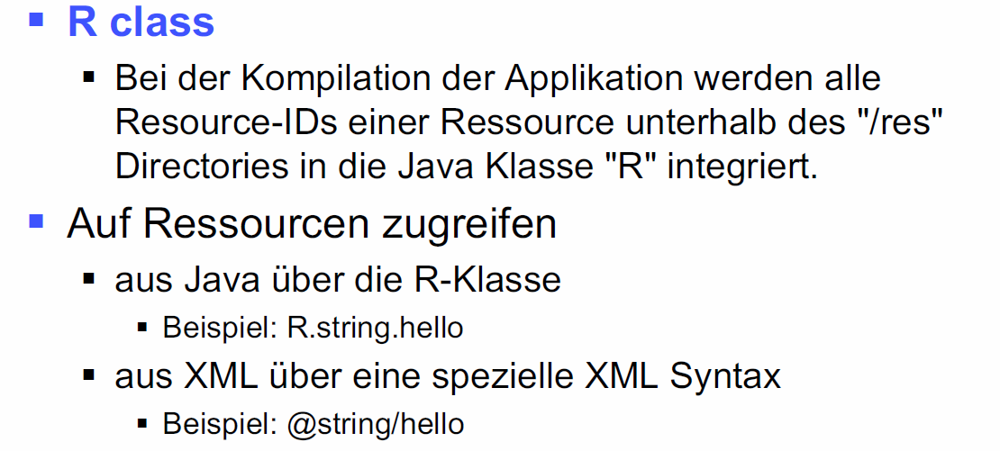 R class
Bei der Kompilation der Applikation werden alle
Resource-IDs einer Ressource unterhalb des "/res"
Directories in die Java Klasse "R" integriert.
Auf Ressourcen zugreifen
aus Java über die R-Klasse
Beispiel: R.string.hello
aus XML über eine spezielle XML Syntax
Beispiel: @string/hello